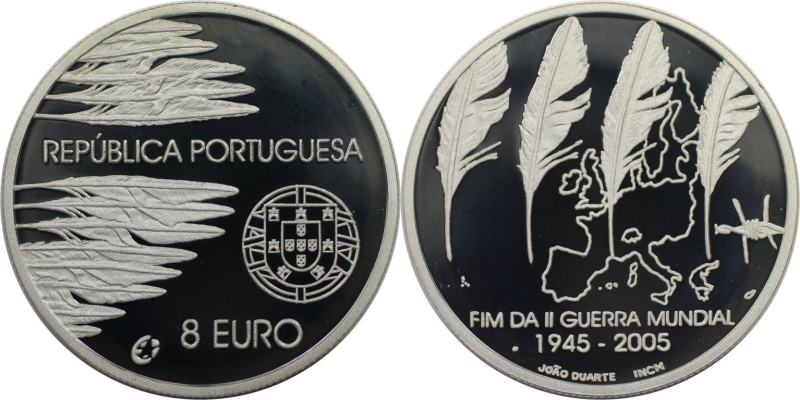 REPÚBLICA PORTUGUESA
8 EURO
FIM DA II GUERRA MUNDIAL
1945 - 2005
JOÃO DUARTE INCM